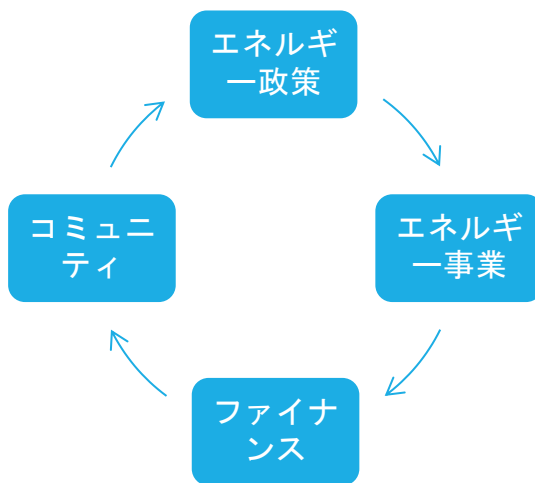 エネルギ
ー政策
コミュニ
ティ
エネルギ
ー事業
ファイナ
ンス